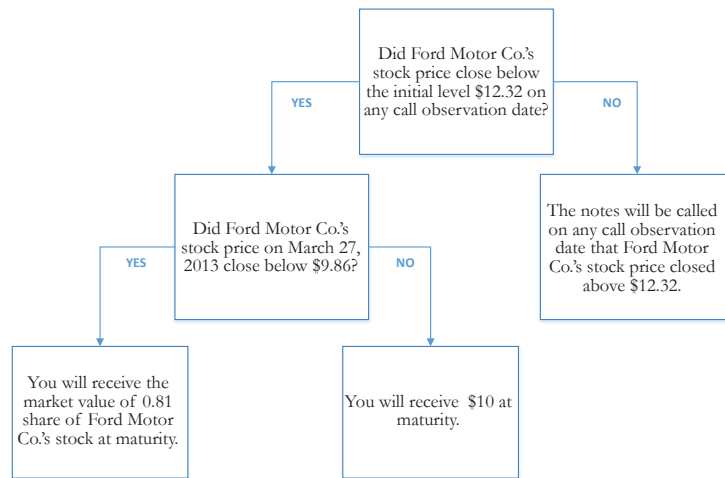 Did Ford Motor Co.'s
stock price close below
the initial level $12.32 on
any call observation date?
YES
NO
Did Ford Motor Co.'s
stock price on March 27,
2013 close below $9.86?
The notes will be called
on any call observation
date that Ford Motor
Co.'s stock price closed
above $12.32.
YES
NO
You will receive the
market value of 0.81
share of Ford Motor
Co.'s stock at maturity.
You will receive $10 at
maturity.